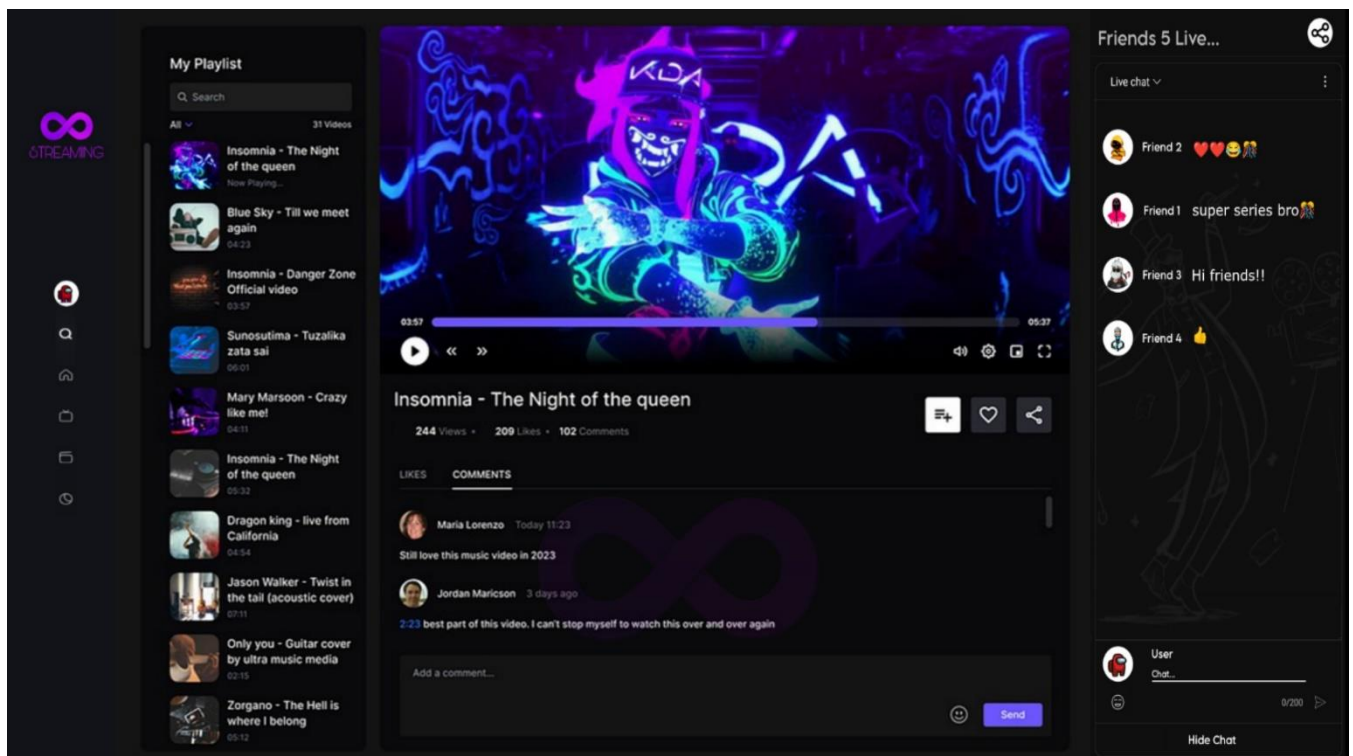 STREAMING
My Playlist
Search
All
31 Videos
Insomnia - The Night
of the queen
Now Playing...
Blue Sky - Till we meet
again
04:23
Insomnia - Danger Zone
Official video
03:57
Sunosutima - Tuzalika
zata sai
06:01
Mary Marsoon - Crazy
like me!
04:11
Insomnia - The Night
of the queen
05:32
Dragon king - live from
California
04:54
Jason Walker - Twist in
the tail (acoustic cover)
07:11
Only you - Guitar cover
by ultra music media
02:15
Zorgano - The Hell is
where I belong
05:12
KDA
03:57
05:37
Insomnia - The Night of the queen
244 Views • 209 Likes • 102 Comments
LIKES COMMENTS
Maria Lorenzo Today 11:23
Still love this music video in 2023
Jordan Maricson 3 days ago
2:23 best part of this video. I can't stop myself to watch this over and over again
Add a comment...
Send
Friends 5 Live...
Live chat
Friend 2 ❤️❤️😂🎊
Friend 1 super series bro🎊
Friend 3 Hi friends!!
Friend 4 👍
User
Chat...
0/200
Hide Chat